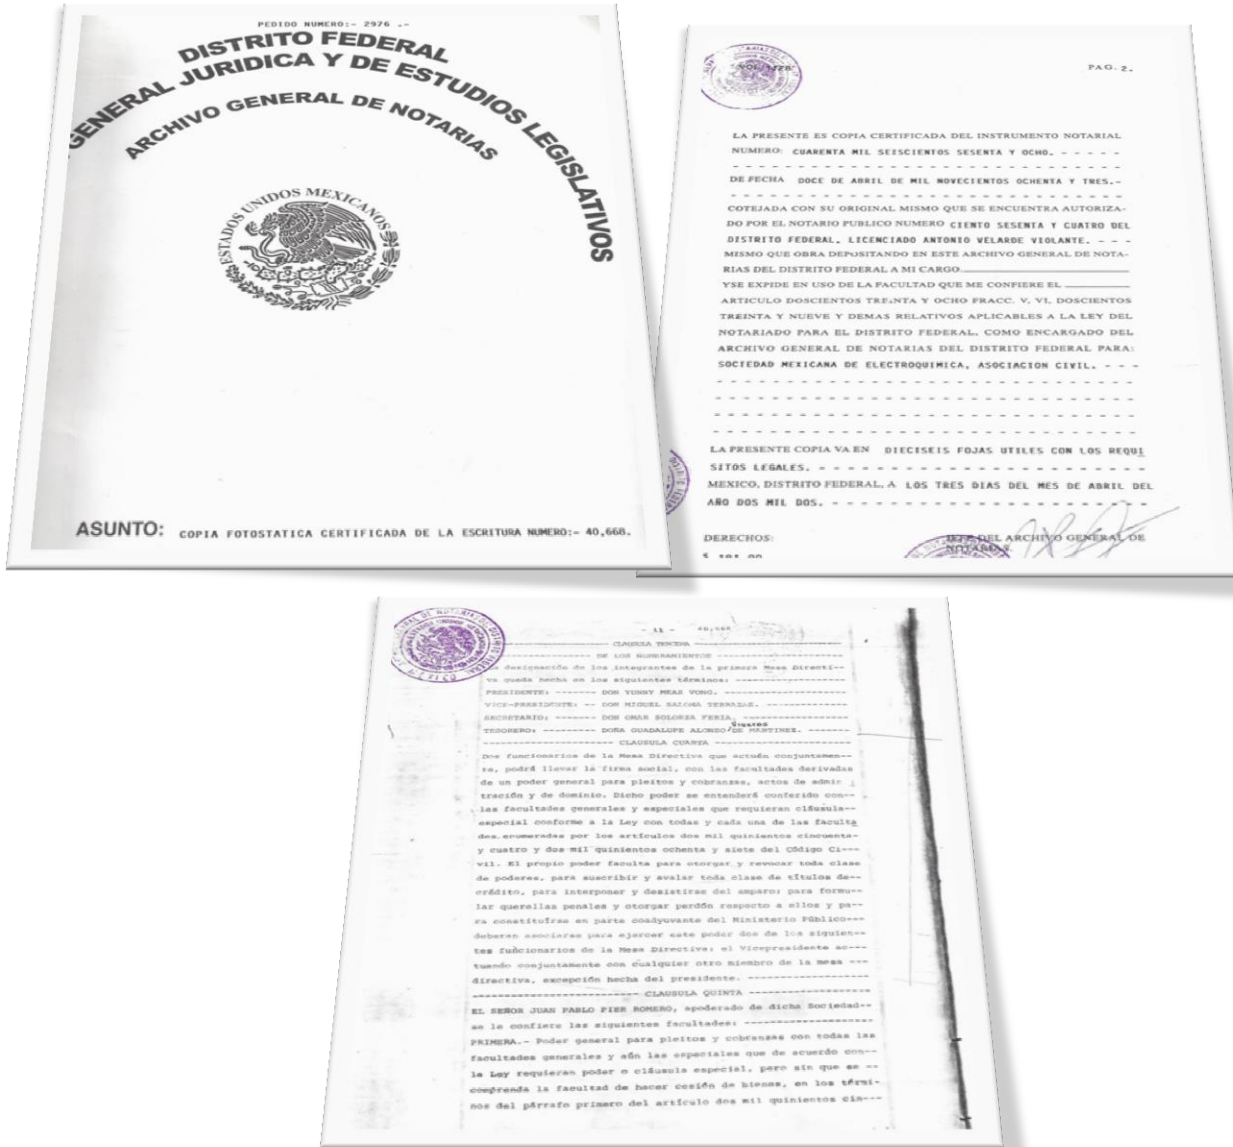 PEDIDO NUMERO:- 2976 .-
DISTRITO FEDERAL
GENERAL JURIDICA Y DE ESTUDIOS LEGISLATIVOS
ARCHIVO GENERAL DE NOTARIAS
ESTADOS UNIDOS MEXICANOS
ASUNTO: COPIA FOTOSTATICA CERTIFICADA DE LA ESCRITURA NUMERO:- 40,668.
PAG. 2.
LA PRESENTE ES COPIA CERTIFICADA DEL INSTRUMENTO NOTARIAL
NUMERO: CUARENTA MIL SEISCIENTOS SESENTA Y OCHO. - - - - -
DE FECHA DOCE DE ABRIL DE MIL NOVECIENTOS OCHENTA Y TRES.-
COTEJADA CON SU ORIGINAL MISMO QUE SE ENCUENTRA AUTORIZA-
DO POR EL NOTARIO PUBLICO NUMERO CIENTO SESENTA Y CUATRO DEL
DISTRITO FEDERAL, LICENCIADO ANTONIO VELARDE VIOLANTE. - - -
MISMO QUE OBRA DEPOSITANDO EN ESTE ARCHIVO GENERAL DE NOTA-
RIAS DEL DISTRITO FEDERAL A MI CARGO
YSE EXPIDE EN USO DE LA FACULTAD QUE ME CONFIERE EL
ARTICULO DOSCIENTOS TREINTA Y OCHO FRACC. V, VI, DOSCIENTOS
TREINTA Y NUEVE Y DEMAS RELATIVOS APLICABLES A LA LEY DEL
NOTARIADO PARA EL DISTRITO FEDERAL, COMO ENCARGADO DEL
ARCHIVO GENERAL DE NOTARIAS DEL DISTRITO FEDERAL PARA:
SOCIEDAD MEXICANA DE ELECTROQUIMICA, ASOCIACION CIVIL. - - -
LA PRESENTE COPIA VA EN DIECISEIS FOJAS UTILES CON LOS REQUI
SITOS LEGALES. - - - - - - - - - - - - - - - - - - -
MEXICO, DISTRITO FEDERAL, A LOS TRES DIAS DEL MES DE ABRIL DEL
AÑO DOS MIL DOS. - - - - - - - - - - - - - - - - - -
DERECHOS:
JEFE DEL ARCHIVO GENERAL DE
NOTARIAS.
- 11 - 40,668
CLAUSULA TERCERA
DE LOS NOMBRAMIENTOS
designación de los integrantes de la primera Mesa Directi--
va queda hecha en los siguientes términos:
PRESIDENTE: ------- DON YUNNY MEAS VONG.
VICE-PRESIDENTE: -- DON MIGUEL SALOMA TERRAZAS.
SECRETARIO: ------- DON OMAR SOLORZA FERIA.
Viveros
TESORERO: --------- DOÑA GUADALUPE ALONSO DE MARTINEZ. -------
CLAUSULA CUARTA
Dos funcionarios de la Mesa Directiva que actuén conjuntamen--
te, podrá llevar la firma social, con las facultades derivadas
de un poder general para pleitos y cobranzas, actos de admi
tración y de dominio. Dicho poder se entenderá conferido con--
las facultades generales y especiales que requieran cláusula--
especial conforme a la Ley con todas y cada una de las faculta
des enumeradas por los artículos dos mil quinientos cincuenta-
y cuatro y dos mil quinientos ochenta y siete del Código Ci---
vil. El propio poder faculta para otorgar y revocar toda clase
de poderes, para suscribir y avalar toda clase de títulos de--
crédito, para interponer y desistirse del amparo; para formu--
lar querellas penales y otorgar perdón respecto a ellos y pa--
ra constituírse en parte coadyuvante del Ministerio Público---
deberan asociarse para ejercer este poder dos de los siguien--
tes funcionarios de la Mesa Directiva: el Vicepresidente ac---
tuando conjuntamente con cualquier otro miembro de la mesa ---
directiva, excepción hecha del presidente.
CLAUSULA QUINTA
EL SEÑOR JUAN PABLO PIER ROMERO, apoderado de dicha Sociedad--
se le confiere las siguientes facultades:
PRIMERA.- Poder general para pleitos y cobranzas con todas las
facultades generales y aún las especiales que de acuerdo con--
la Ley requieran poder o cláusula especial, pero sin que se --
comprenda la facultad de hacer cesión de bienes, en los térmi-
nos del párrafo primero del artículo dos mil quinientos cin---